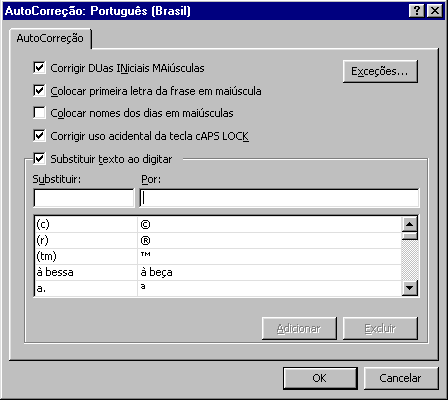 AutoCorreção: Português (Brasil)
AutoCorreção
Corrigir DUas INiciais MAiúsculas
Exceções...
Colocar primeira letra da frase em maiúscula
Colocar nomes dos dias em maiúsculas
Corrigir uso acidental da tecla cAPS LOCK
Substituir texto ao digitar
Substituir: Por:
(c) ©
(r) ®
(tm) ™
à bessa à beça
a. ª
Adicionar Excluir
OK Cancelar